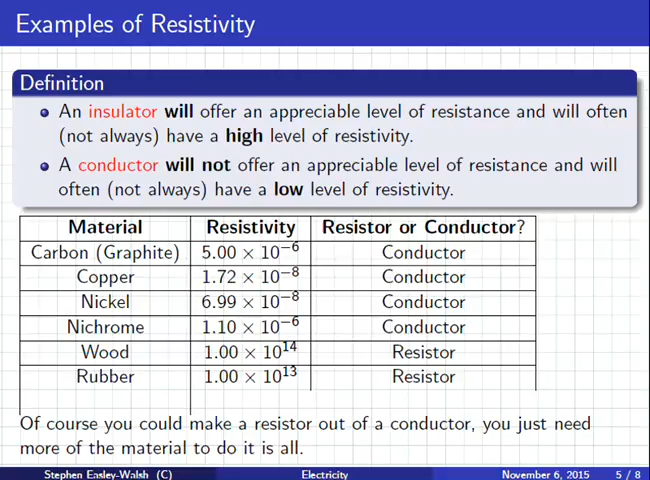 Examples of Resistivity
Definition
An insulator will offer an appreciable level of resistance and will often
(not always) have a high level of resistivity.
A conductor will not offer an appreciable level of resistance and will
often (not always) have a low level of resistivity.
Material Resistivity Resistor or Conductor?
Carbon (Graphite) 5.00 × 10⁻⁶ Conductor
Copper 1.72 × 10⁻⁸ Conductor
Nickel 6.99 × 10⁻⁸ Conductor
Nichrome 1.10 × 10⁻⁶ Conductor
Wood 1.00 × 10¹⁴ Resistor
Rubber 1.00 × 10¹³ Resistor
Of course you could make a resistor out of a conductor, you just need
more of the material to do it is all.
Stephen Easley-Walsh (C) Electricity November 6, 2015 5 / 8